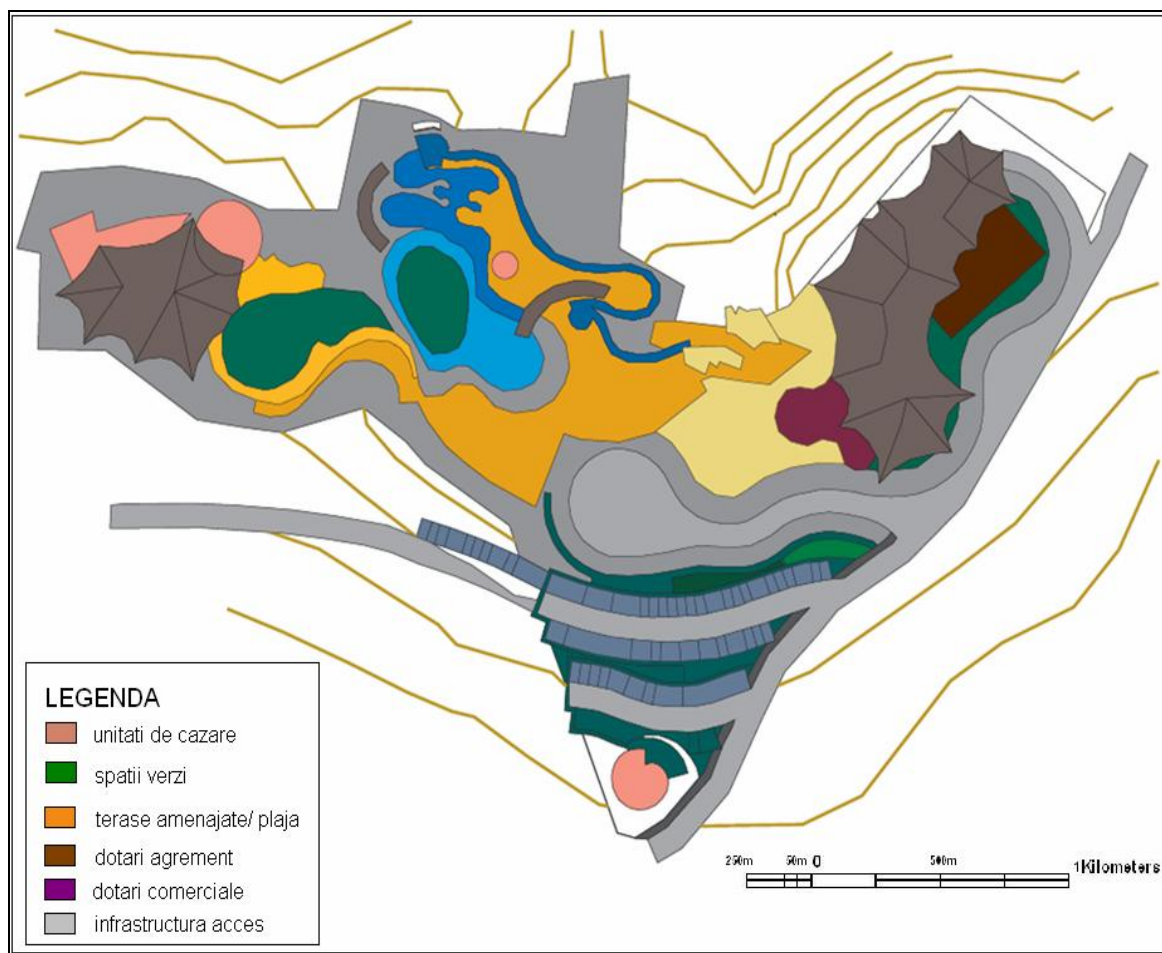 LEGENDA
unitati de cazare
spatii verzi
terase amenajate/ plaja
dotari agrement
dotari comerciale
infrastructura acces
250m 50m 0 500m 1Kilometers